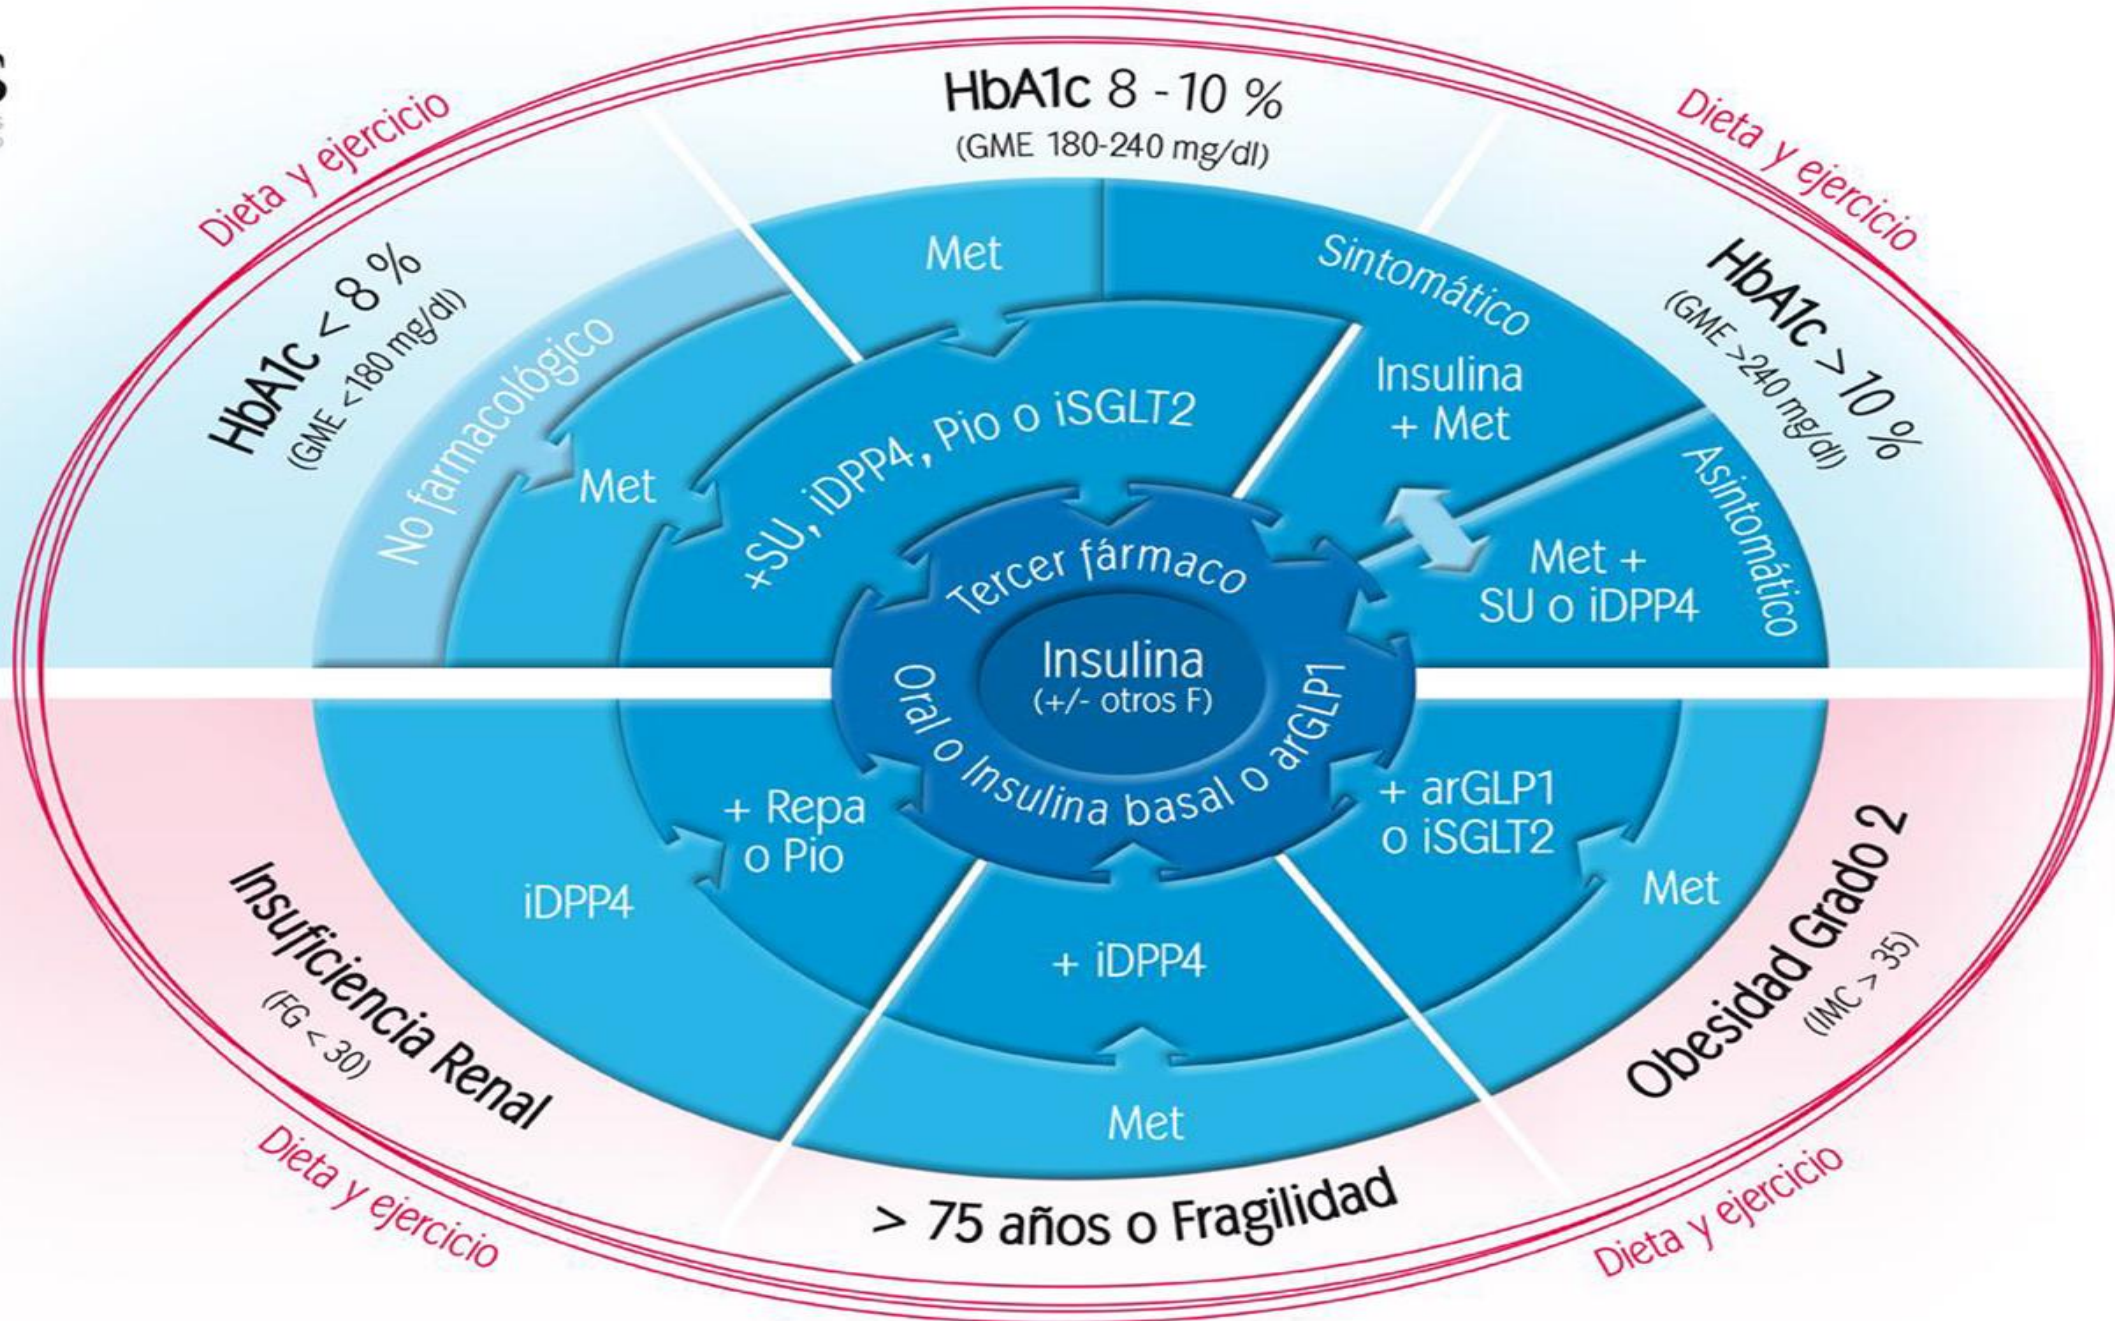 Dieta y ejercicio
HbA1c 8 - 10 %
(GME 180-240 mg/dl)
Dieta y ejercicio
HbA1c < 8 %
(GME <180 mg/dl)
HbA1c > 10 %
(GME >240 mg/dl)
No farmacológico
Met
Met
Sintomático
Insulina
+ Met
+SU, iDPP4, Pio o iSGLT2
Asintomático
Met +
SU o iDPP4
Tercer fármaco
Insulina
(+/- otros F)
Oral o Insulina basal o arGLP1
+ Repa
o Pio
iDPP4
+ arGLP1
o iSGLT2
Met
+ iDPP4
Met
Insuficiencia Renal
(FG < 30)
> 75 años o Fragilidad
Obesidad Grado 2
(IMC > 35)
Dieta y ejercicio
Dieta y ejercicio